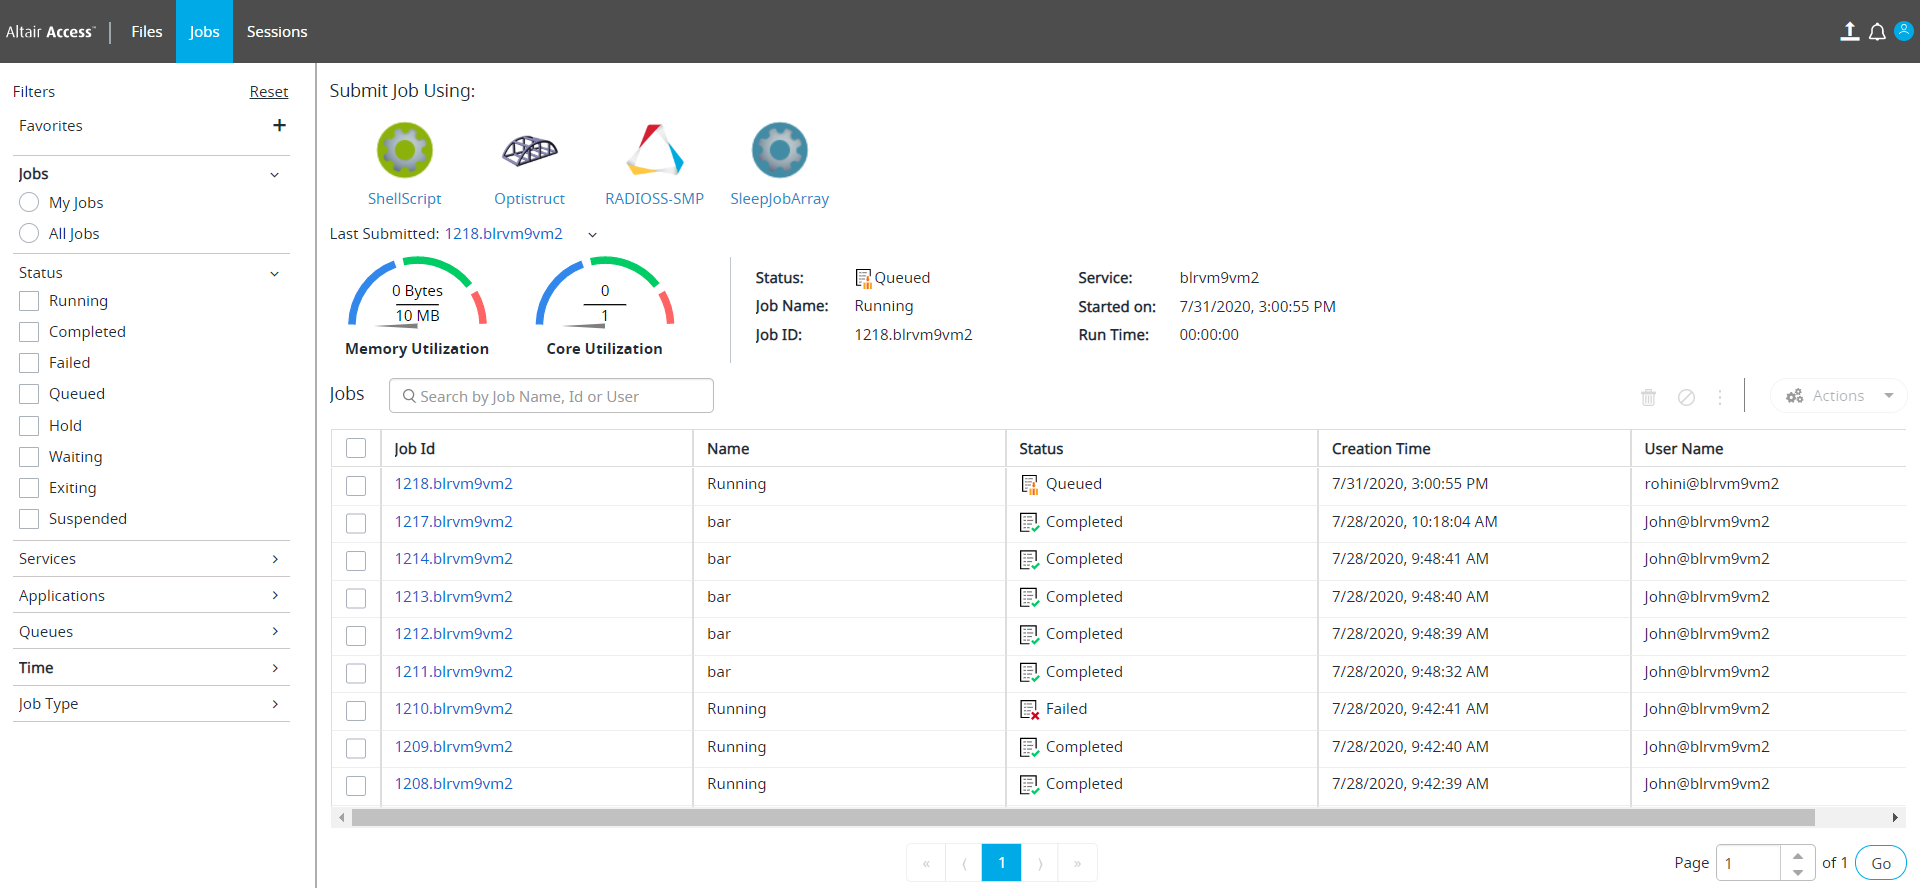 Altair Access™ Files Jobs Sessions
Filters Reset
Favorites
Jobs
My Jobs
All Jobs
Status
Running
Completed
Failed
Queued
Hold
Waiting
Exiting
Suspended
Services
Applications
Queues
Time
Job Type
Submit Job Using:
ShellScript Optistruct RADIOSS-SMP SleepJobArray
Last Submitted: 1218.blrvm9vm2
0 Bytes
10 MB
Memory Utilization
0
1
Core Utilization
Status: Queued
Job Name: Running
Job ID: 1218.blrvm9vm2
Service: blrvm9vm2
Started on: 7/31/2020, 3:00:55 PM
Run Time: 00:00:00
Jobs Search by Job Name, Id or User Actions
Job Id Name Status Creation Time User Name
1218.blrvm9vm2 Running Queued 7/31/2020, 3:00:55 PM rohini@blrvm9vm2
1217.blrvm9vm2 bar Completed 7/28/2020, 10:18:04 AM John@blrvm9vm2
1214.blrvm9vm2 bar Completed 7/28/2020, 9:48:41 AM John@blrvm9vm2
1213.blrvm9vm2 bar Completed 7/28/2020, 9:48:40 AM John@blrvm9vm2
1212.blrvm9vm2 bar Completed 7/28/2020, 9:48:39 AM John@blrvm9vm2
1211.blrvm9vm2 bar Completed 7/28/2020, 9:48:32 AM John@blrvm9vm2
1210.blrvm9vm2 Running Failed 7/28/2020, 9:42:41 AM John@blrvm9vm2
1209.blrvm9vm2 Running Completed 7/28/2020, 9:42:40 AM John@blrvm9vm2
1208.blrvm9vm2 Running Completed 7/28/2020, 9:42:39 AM John@blrvm9vm2
« ⟨ 1 ⟩ » Page 1 of 1 Go